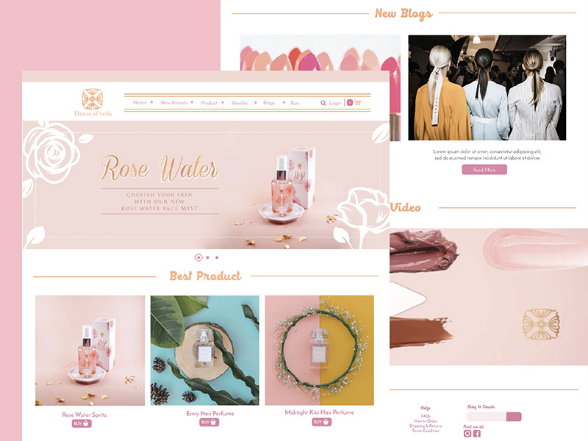 New Blogs
House of Vella
Home
New Arrivals
Product
Reseller
Blogs
Bus
Login
Rose Water
CHERISH YOUR SKIN
WITH OUR NEW
ROSE WATER FACE MIST
Lorem ipsum dolor sit amet, consectetur adipiscing elit,
sed do eiusmod tempor incididunt ut labore et dolore
Read More
Video
Best Product
Rose Water Spritz
BUY
Envy Hair Perfume
BUY
Midnight Kiss Hair Perfume
BUY
Help
FAQs
How to Order
Shipping & Returns
Terms Condition
Stay In Touch
Find us at